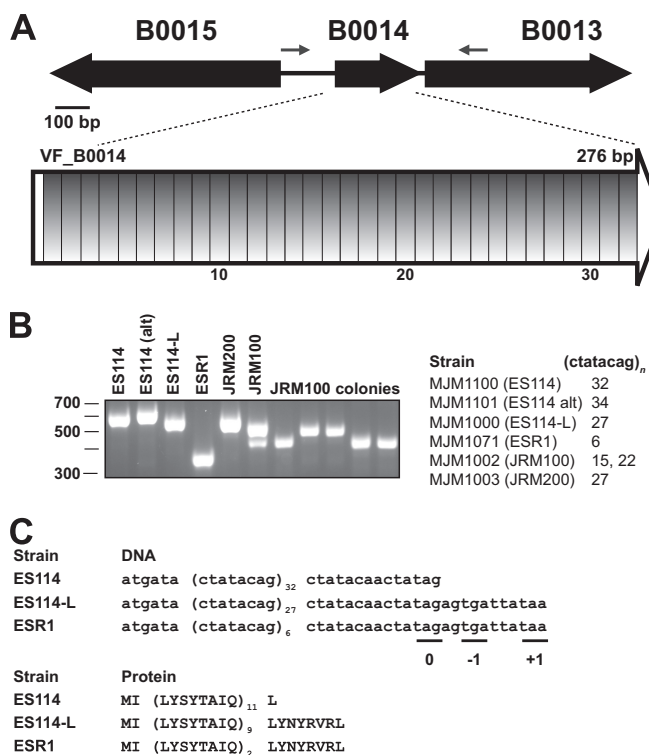 A
B0015 B0014 B0013
100 bp
VF_B0014 276 bp
10 20 30
B
ES114
ES114 (alt)
ES114-L
ESR1
JRM200
JRM100
JRM100 colonies
700
500
300
Strain (ctatacag)n
MJM1100 (ES114) 32
MJM1101 (ES114 alt) 34
MJM1000 (ES114-L) 27
MJM1071 (ESR1) 6
MJM1002 (JRM100) 15, 22
MJM1003 (JRM200) 27
C
Strain DNA
ES114 atgata (ctatacag)32 ctatacaactatag
ES114-L atgata (ctatacag)27 ctatacaactatagagtgattataa
ESR1 atgata (ctatacag)6 ctatacaactatagagtgattataa
0 -1 +1
Strain Protein
ES114 MI (LYSYTAIQ)11 L
ES114-L MI (LYSYTAIQ)9 LYNYRVRL
ESR1 MI (LYSYTAIQ)2 LYNYRVRL